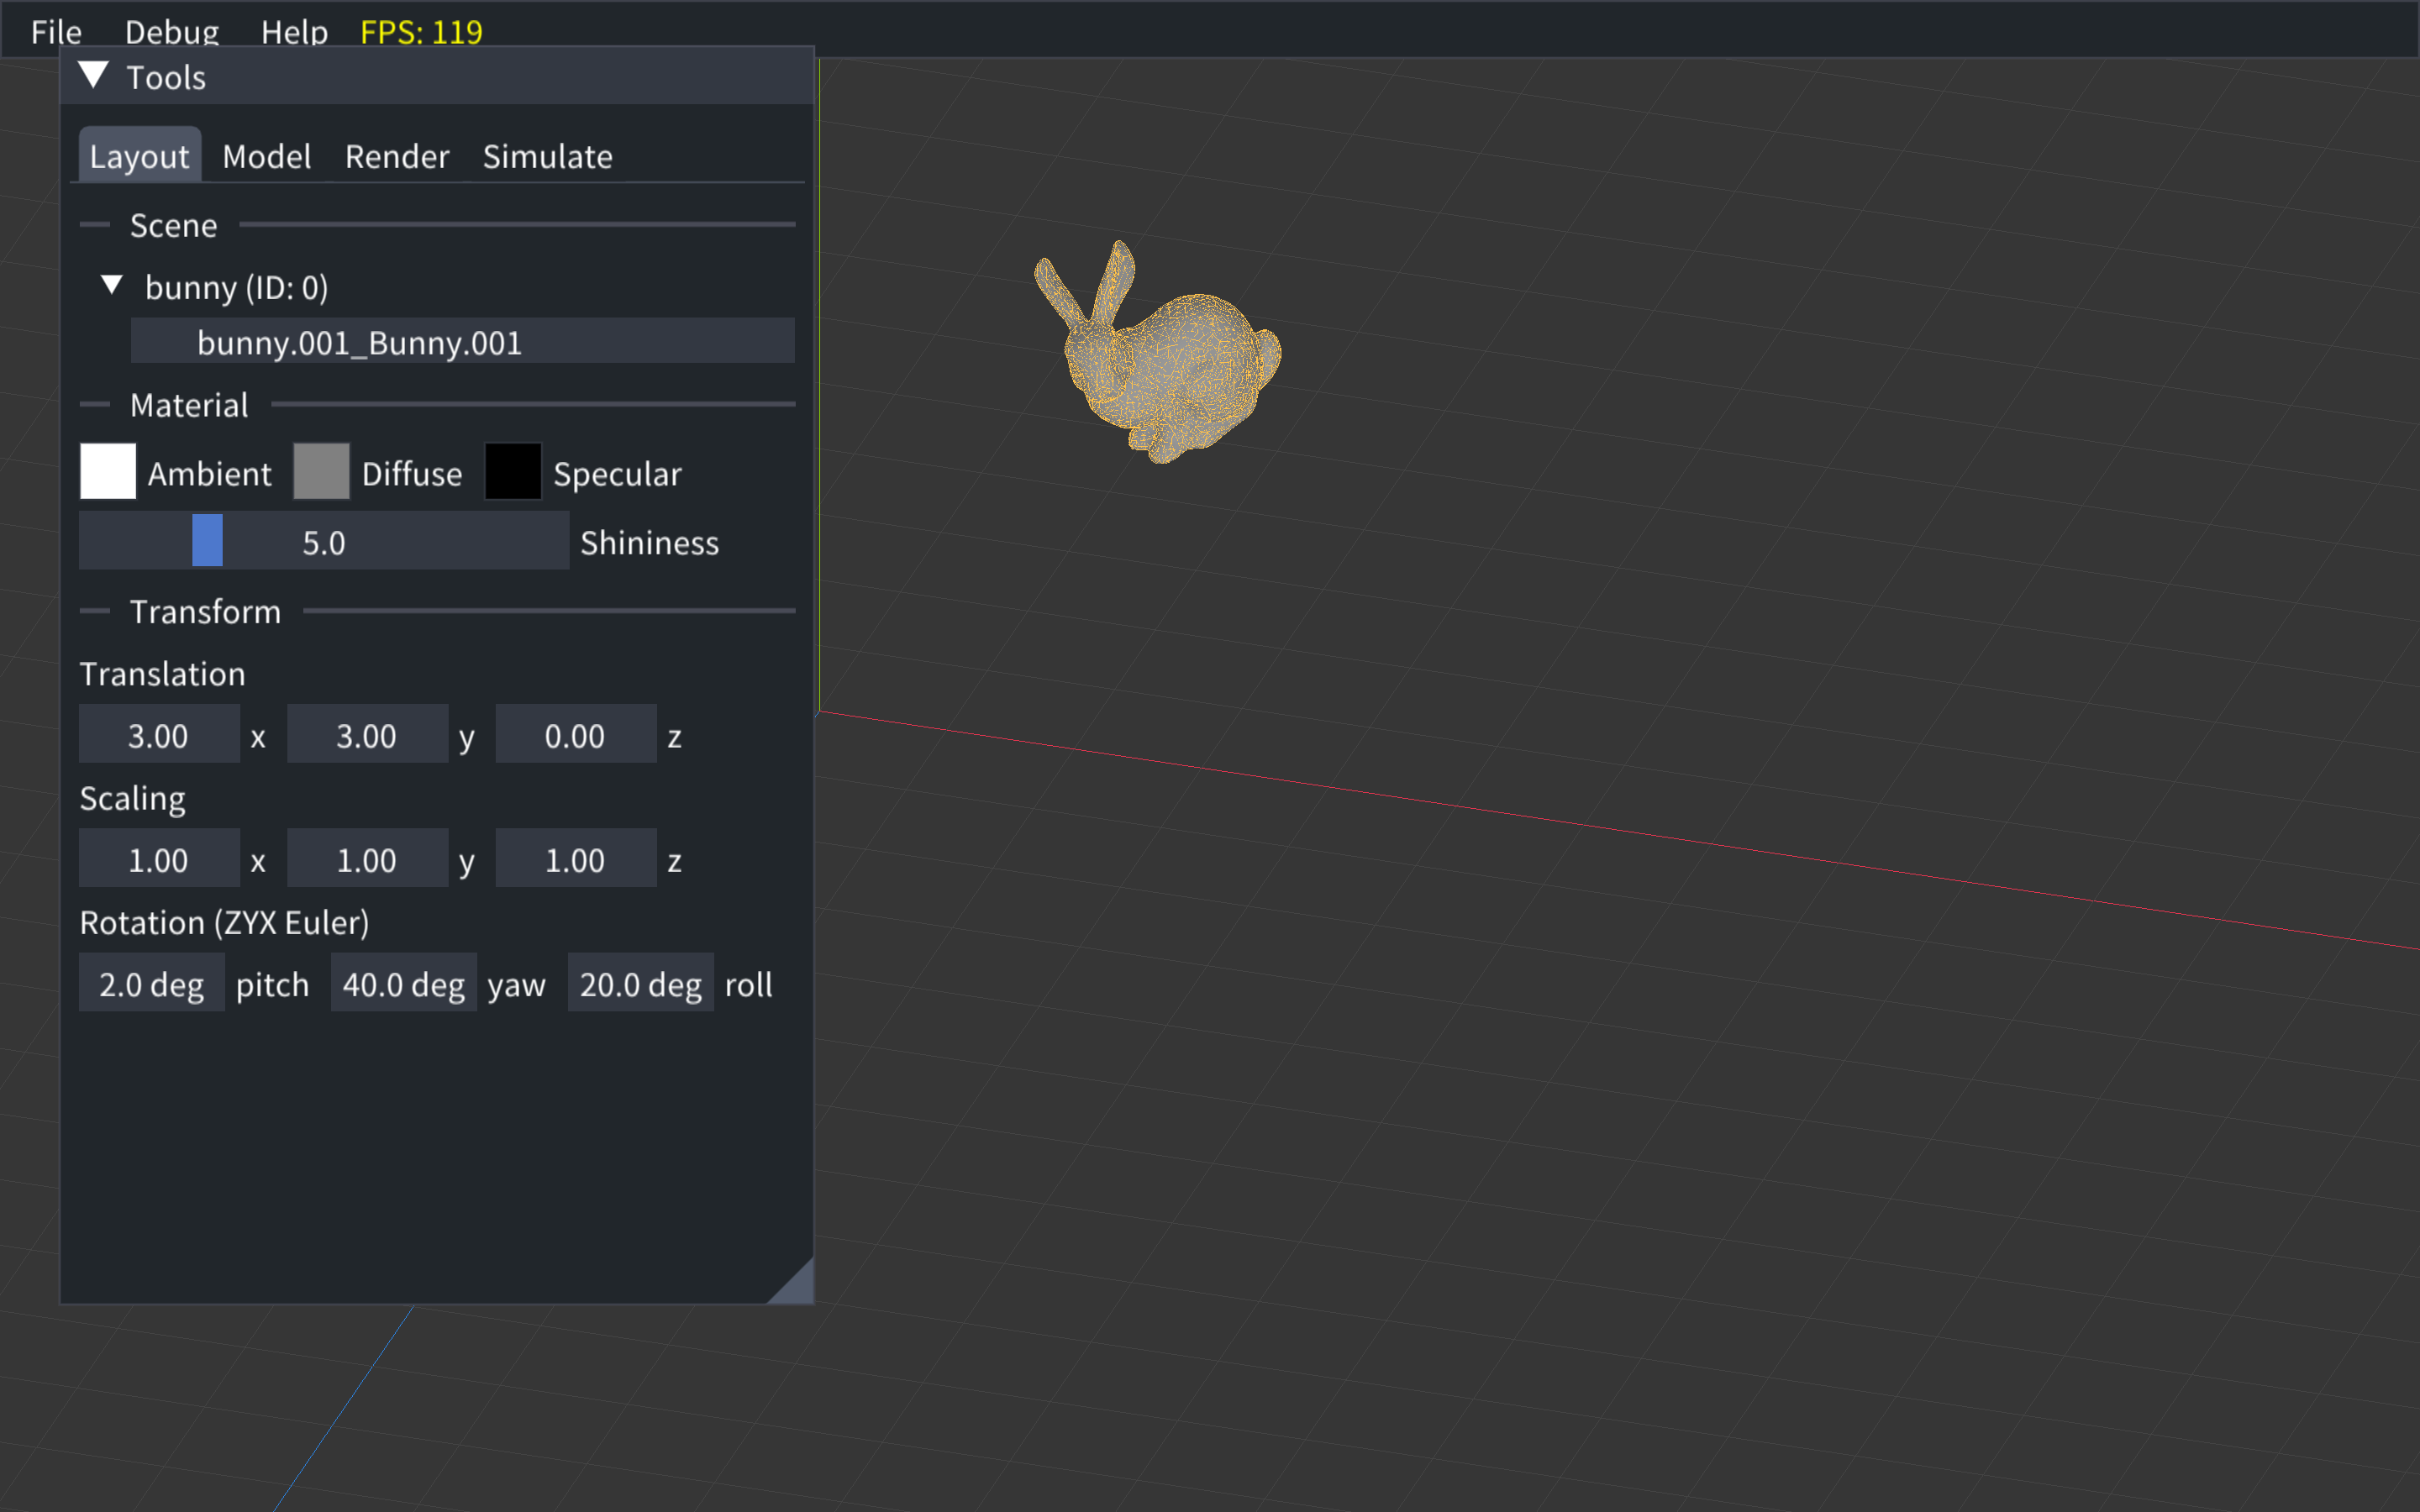 File Debug Help FPS: 119
Tools
Layout Model Render Simulate
Scene
bunny (ID: 0)
bunny.001_Bunny.001
Material
Ambient Diffuse Specular
5.0 Shininess
Transform
Translation
3.00 x 3.00 y 0.00 z
Scaling
1.00 x 1.00 y 1.00 z
Rotation (ZYX Euler)
2.0 deg pitch 40.0 deg yaw 20.0 deg roll